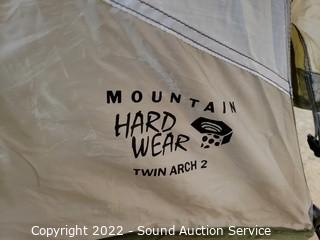 MOUNTAIN
HARD
WEAR
TWIN ARCH 2
Copyright 2022 - Sound Auction Service